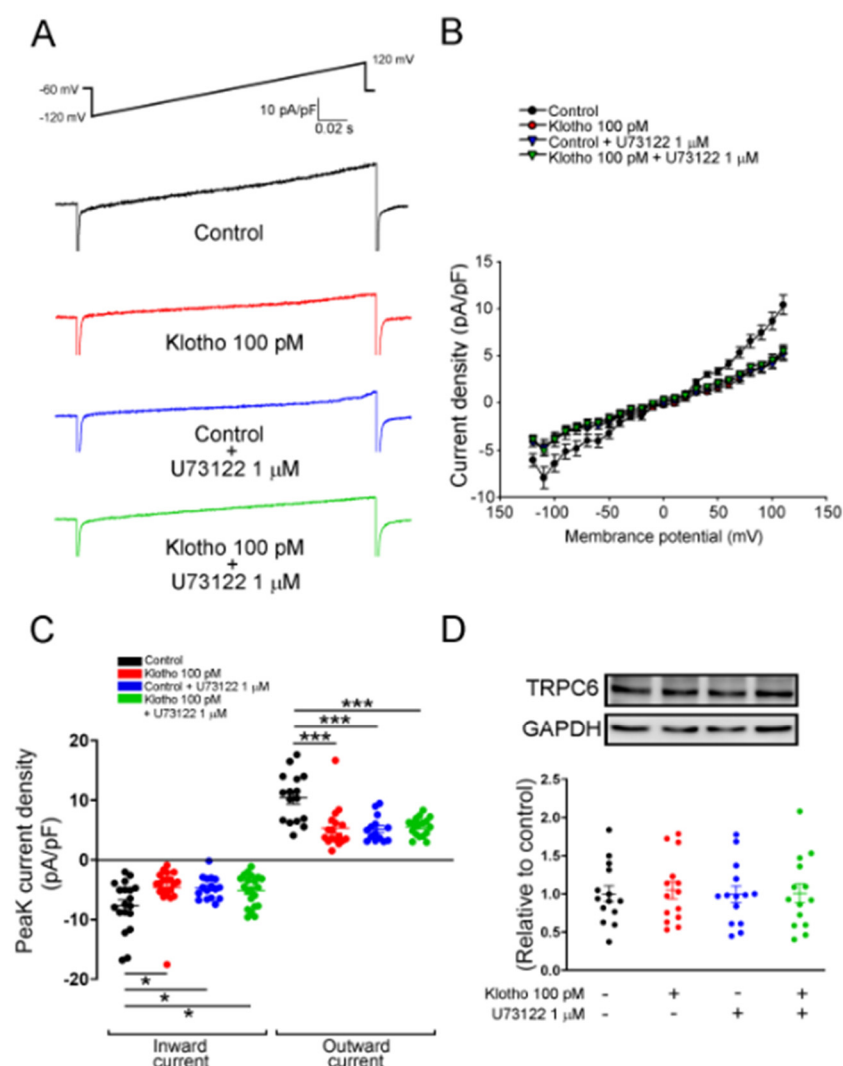 A
120 mV
-60 mV
-120 mV
10 pA/pF
0.02 s
Control
Klotho 100 pM
Control
+
U73122 1 μM
Klotho 100 pM
+
U73122 1 μM
B
Control
Klotho 100 pM
Control + U73122 1 μM
Klotho 100 pM + U73122 1 μM
Current density (pA/pF)
15
10
5
0
-5
-10
-150
-100
-50
0
50
100
150
Membrance potential (mV)
C
Control
Klotho 100 pM
Control + U73122 1 μM
Klotho 100 pM
+ U73122 1 μM
PeaK current density
(pA/pF)
20
10
0
-10
-20
***
***
***
*
*
*
Inward
current
Outward
current
D
TRPC6
GAPDH
(Relative to control)
2.5
2.0
1.5
1.0
0.5
0.0
Klotho 100 pM - + - +
U73122 1 μM - - + +